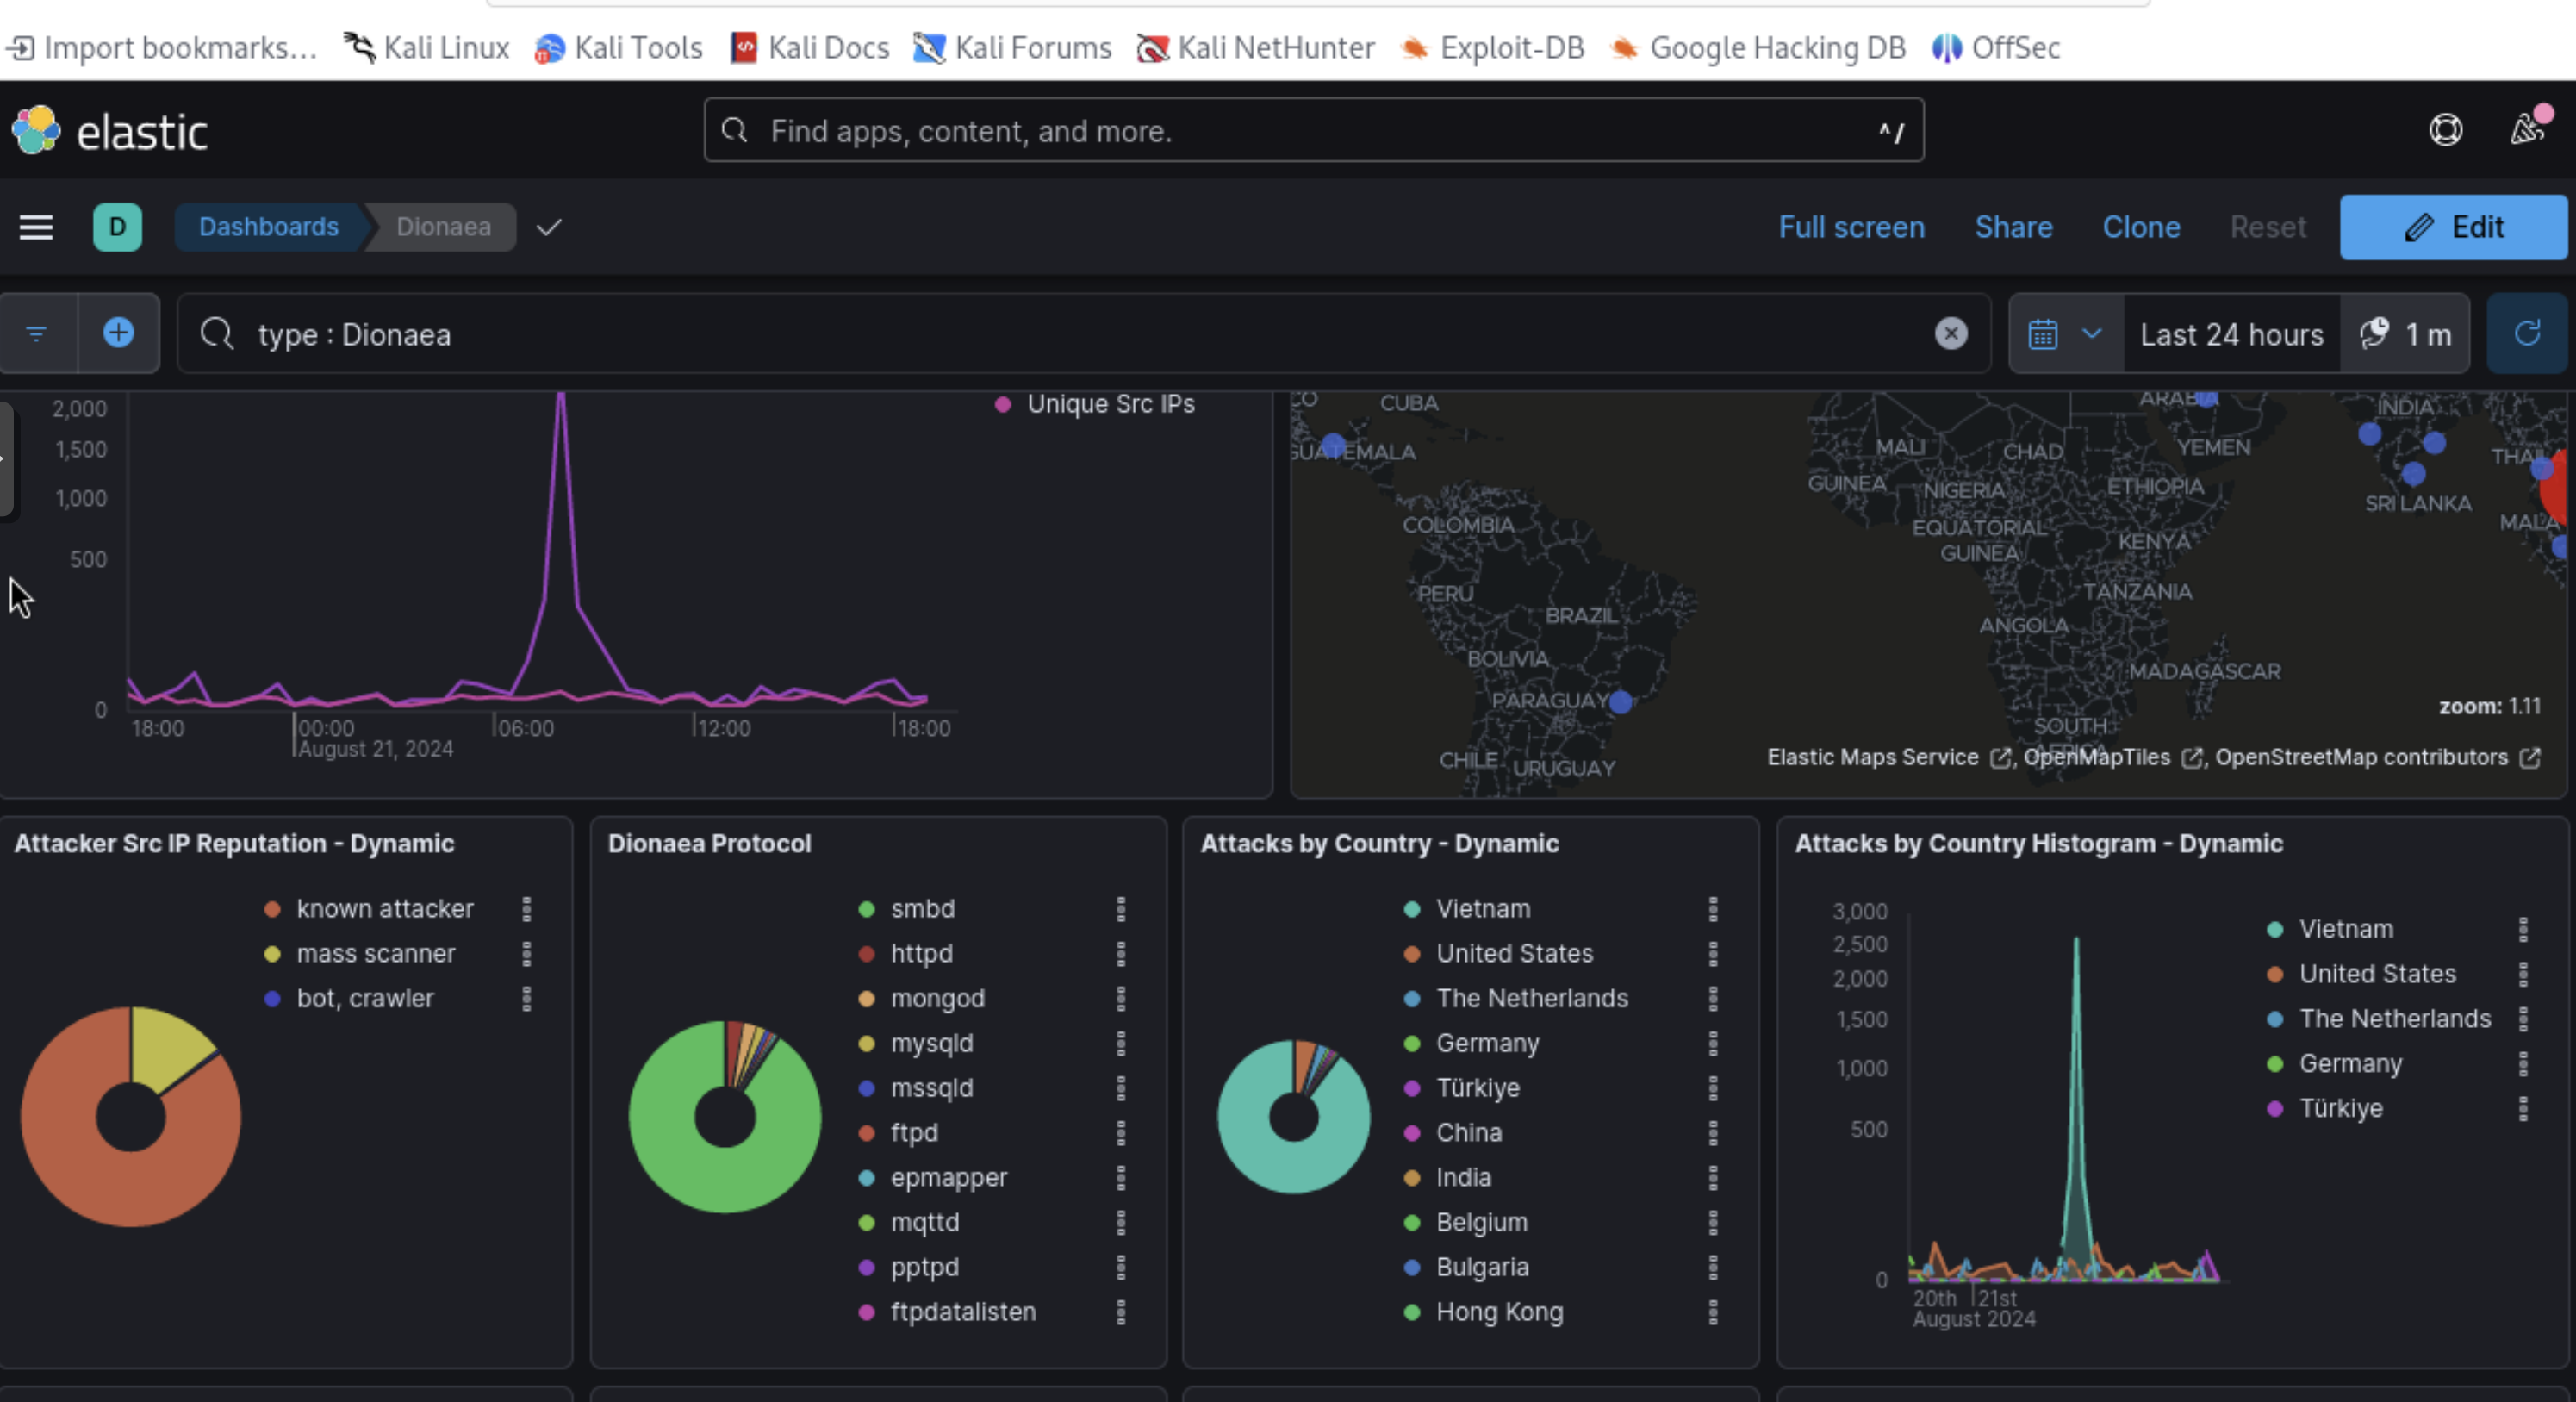 Import bookmarks... Kali Linux Kali Tools Kali Docs Kali Forums Kali NetHunter Exploit-DB Google Hacking DB OffSec
elastic Find apps, content, and more. ^/
D Dashboards Dionaea Full screen Share Clone Reset Edit
type : Dionaea Last 24 hours 1 m
2,000
1,500
1,000
500
0
18:00 00:00 06:00 12:00 18:00
August 21, 2024
Unique Src IPs
CO CUBA ARABIA INDIA
GUATEMALA MALI CHAD YEMEN THAIL
GUINEA NIGERIA ETHIOPIA SRI LANKA
COLOMBIA EQUATORIAL MALA
GUINEA KENYA
PERU TANZANIA
BRAZIL ANGOLA
BOLIVIA MADAGASCAR
PARAGUAY zoom: 1.11
SOUTH
AFRICA
CHILE URUGUAY Elastic Maps Service , OpenMapTiles , OpenStreetMap contributors
Attacker Src IP Reputation - Dynamic
known attacker
mass scanner
bot, crawler
Dionaea Protocol
smbd
httpd
mongod
mysqld
mssqld
ftpd
epmapper
mqttd
pptpd
ftpdatalisten
Attacks by Country - Dynamic
Vietnam
United States
The Netherlands
Germany
Türkiye
China
India
Belgium
Bulgaria
Hong Kong
Attacks by Country Histogram - Dynamic
3,000
2,500
2,000
1,500
1,000
500
0
20th 21st
August 2024
Vietnam
United States
The Netherlands
Germany
Türkiye